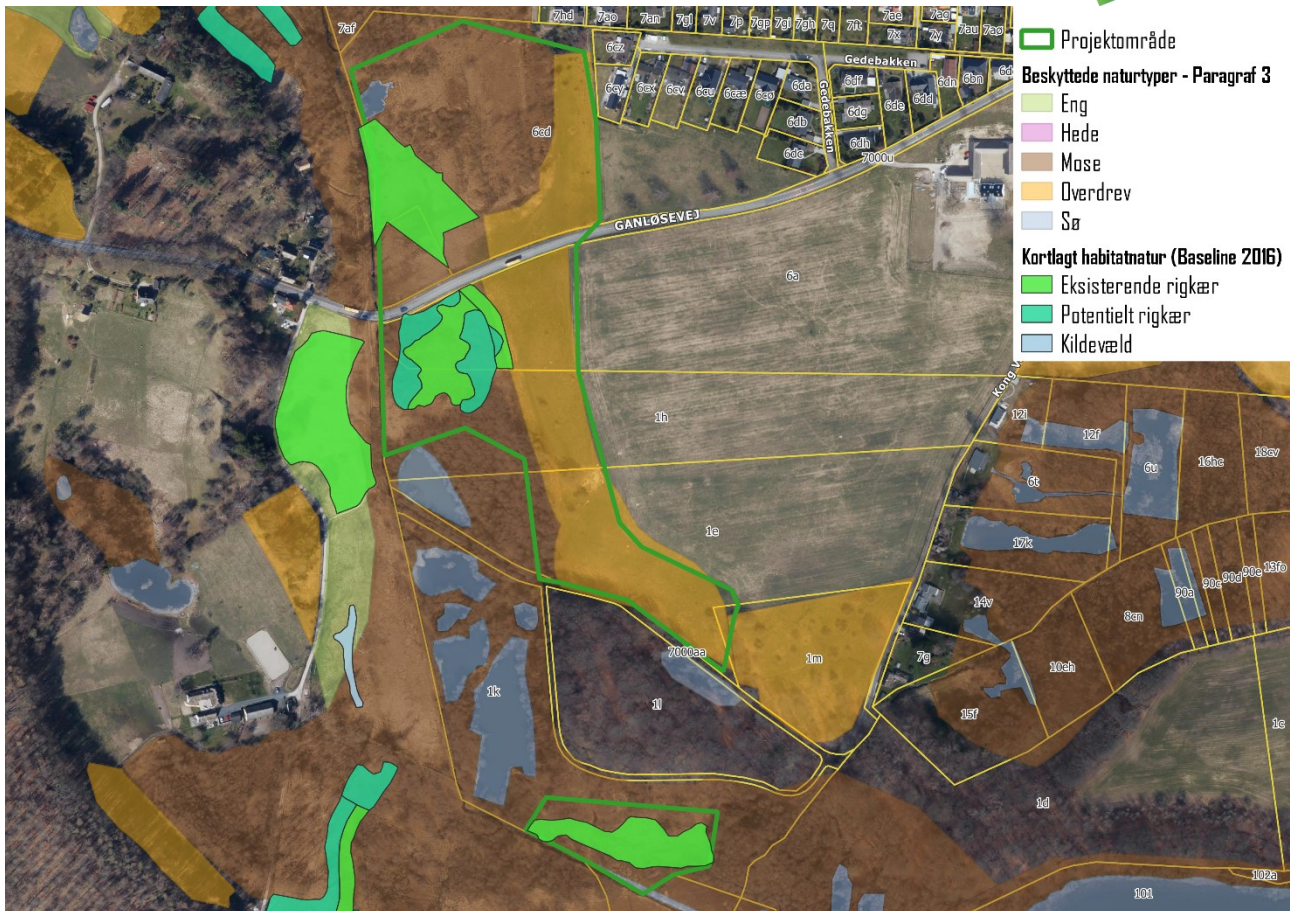 Projektområde
Beskyttede naturtyper - Paragraf 3
Eng
Hede
Mose
Overdrev
Sø
Kortlagt habitatnatur (Baseline 2016)
Eksisterende rigkær
Potentielt rigkær
Kildevæld
7af
7hd
7ao
7an
7gl
7v
7p
7gp
7gi
7gh
7q
7ft
7ae
7x
7ag
7y
7au
7aø
6cz
Gedebakken
6cy
6cx
6cv
6cu
6cæ
6cø
6da
6df
6de
6dd
6dn
6bn
6db
6dg
Gedebakken
6dc
6dh
7000u
6cd
GANLØSEVEJ
6a
Kong V
1h
12i
12f
6u
16hc
18cv
6t
1e
17k
90a
90c
90d
90e
13fo
14v
8cn
7g
1m
7000aa
10eh
1k
1l
15f
1c
1d
102a
101